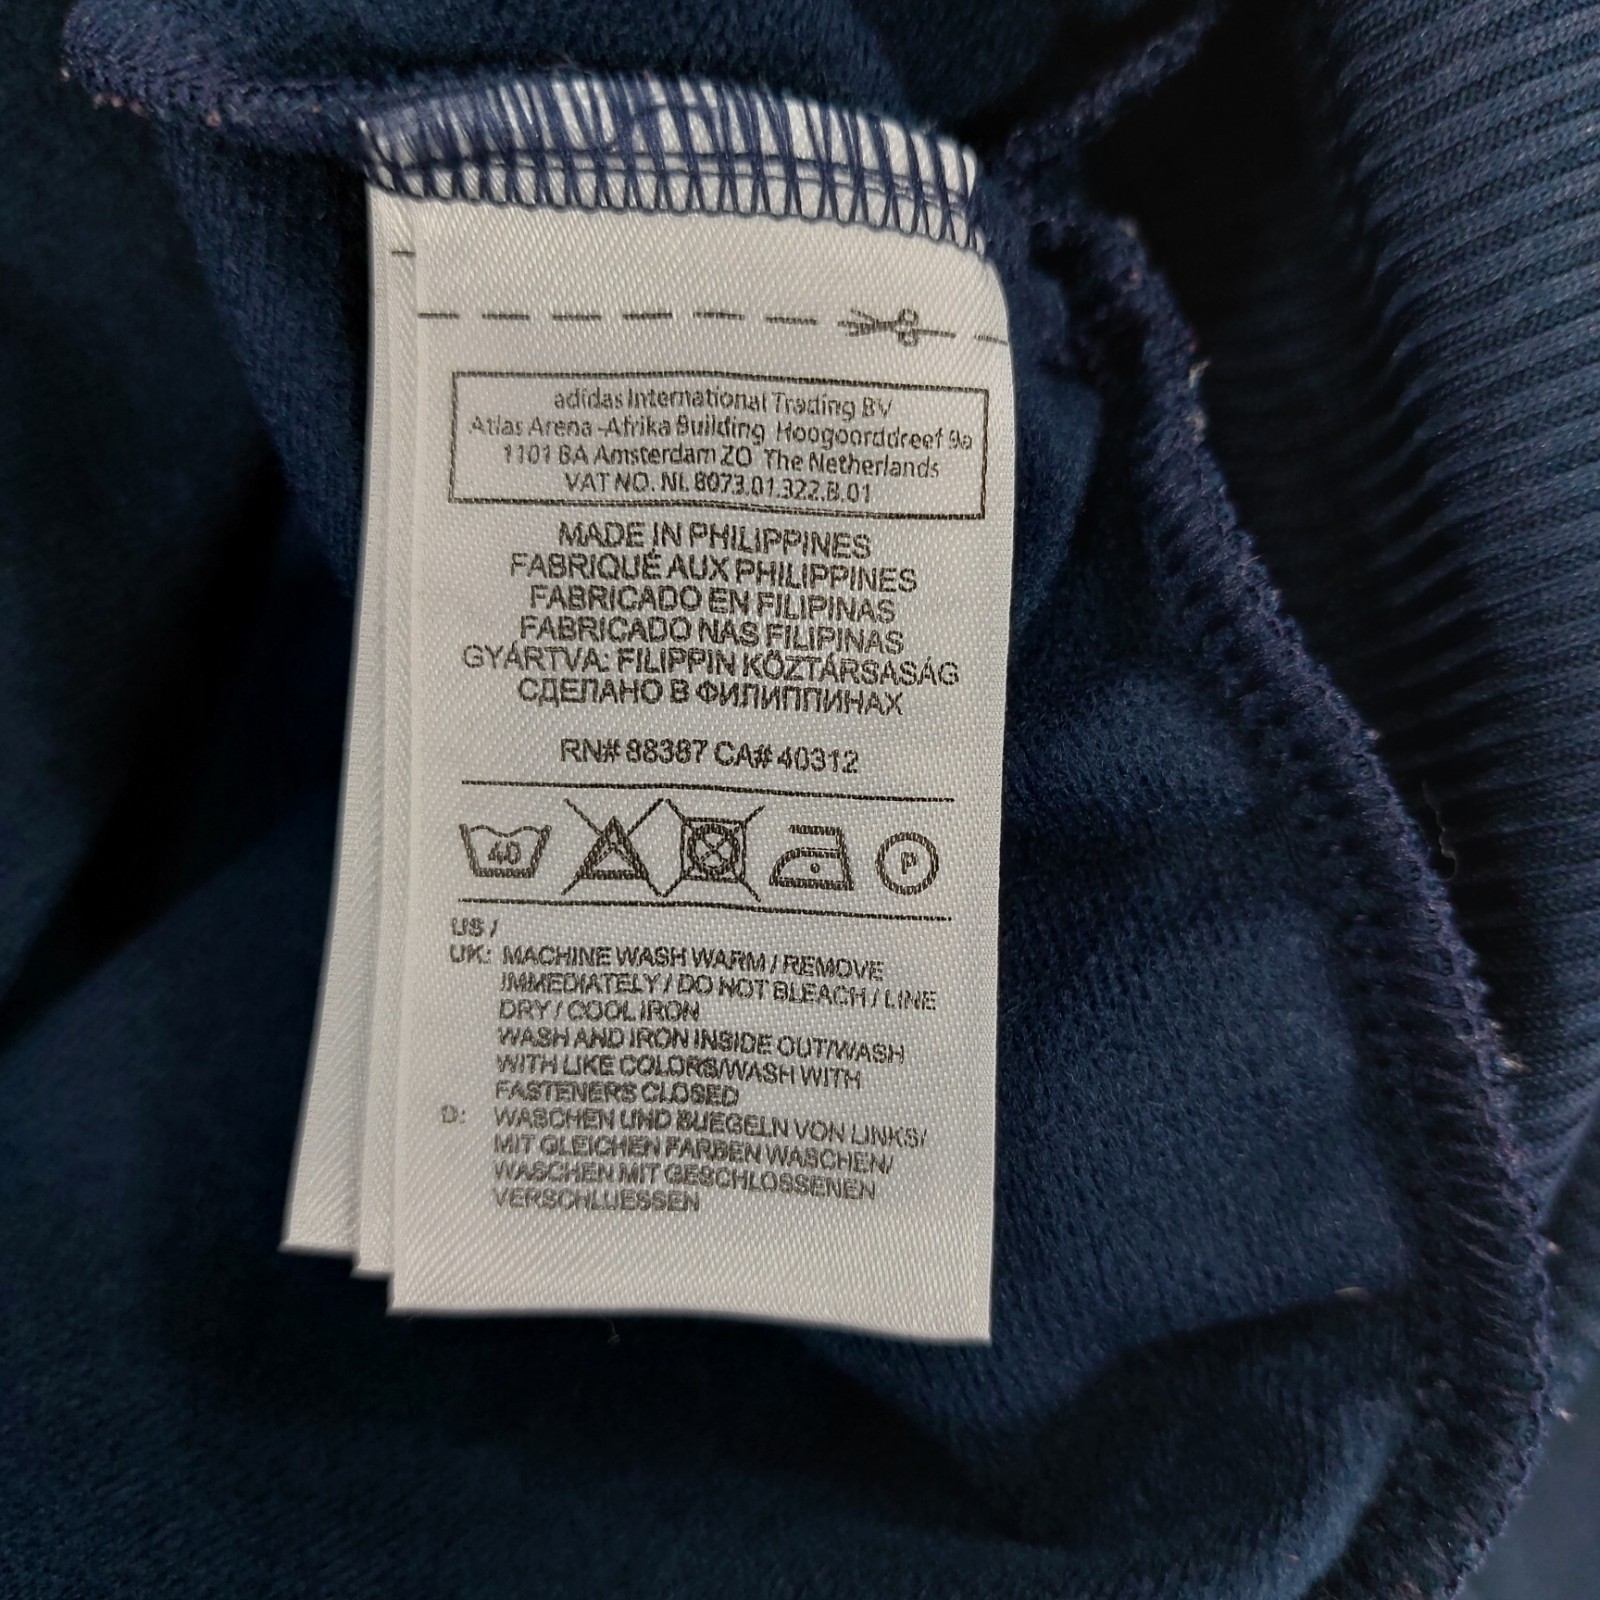 adidas International Trading BV
Atlas Arena -Afrika Building Hoogoorddreef 9a
1101 BA Amsterdam ZO The Netherlands
VAT NO. NL 8073.01.322.B.01
MADE IN PHILIPPINES
FABRIQUÉ AUX PHILIPPINES
FABRICADO EN FILIPINAS
FABRICADO NAS FILIPINAS
GYÁRTVA: FILIPPIN KÖZTÁRSASÁG
СДЕЛАНО В ФИЛИППИНАХ
RN# 88387 CA# 40312
40 P
US /
UK: MACHINE WASH WARM / REMOVE
IMMEDIATELY / DO NOT BLEACH / LINE
DRY / COOL IRON
WASH AND IRON INSIDE OUT/WASH
WITH LIKE COLORS/WASH WITH
FASTENERS CLOSED
D: WASCHEN UND BUEGELN VON LINKS/
MIT GLEICHEN FARBEN WASCHEN/
WASCHEN MIT GESCHLOSSENEN
VERSCHLUESSEN